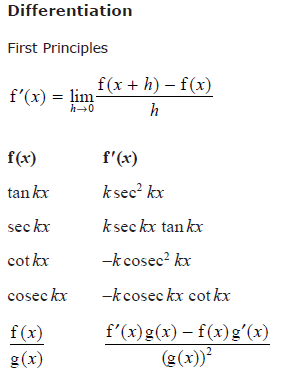 Differentiation
First Principles
f′(x) = lim h→0 f(x + h) − f(x) / h
f(x) f′(x)
tan kx k sec² kx
sec kx k sec kx tan kx
cot kx −k cosec² kx
cosec kx −k cosec kx cot kx
f(x) / g(x) f′(x)g(x) − f(x)g′(x) / (g(x))²